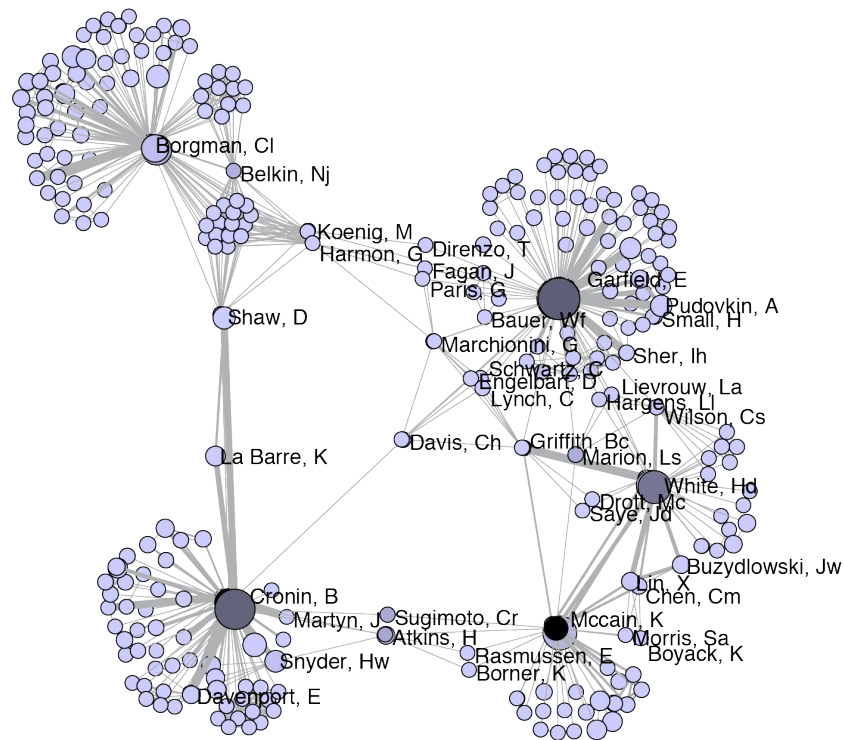 Borgman, Cl
Belkin, Nj
Koenig, M
Harmon, G
Direnzo, T
Fagan, J
Paris, G
Garfield, E
Pudovkin, A
Small, H
Bauer, Wf
Shaw, D
Marchionini, G
Sher, Ih
Schwartz, C
Engelbart, D
Lynch, C
Lievrouw, La
Hargens, Ll
Wilson, Cs
Davis, Ch
Griffith, Bc
Marion, Ls
La Barre, K
White, Hd
Drott, Mc
Saye, Jd
Buzydlowski, Jw
Lin, X
Chen, Cm
Cronin, B
Martyn, J
Sugimoto, Cr
Atkins, H
Mccain, K
Morris, Sa
Boyack, K
Rasmussen, E
Borner, K
Snyder, Hw
Davenport, E